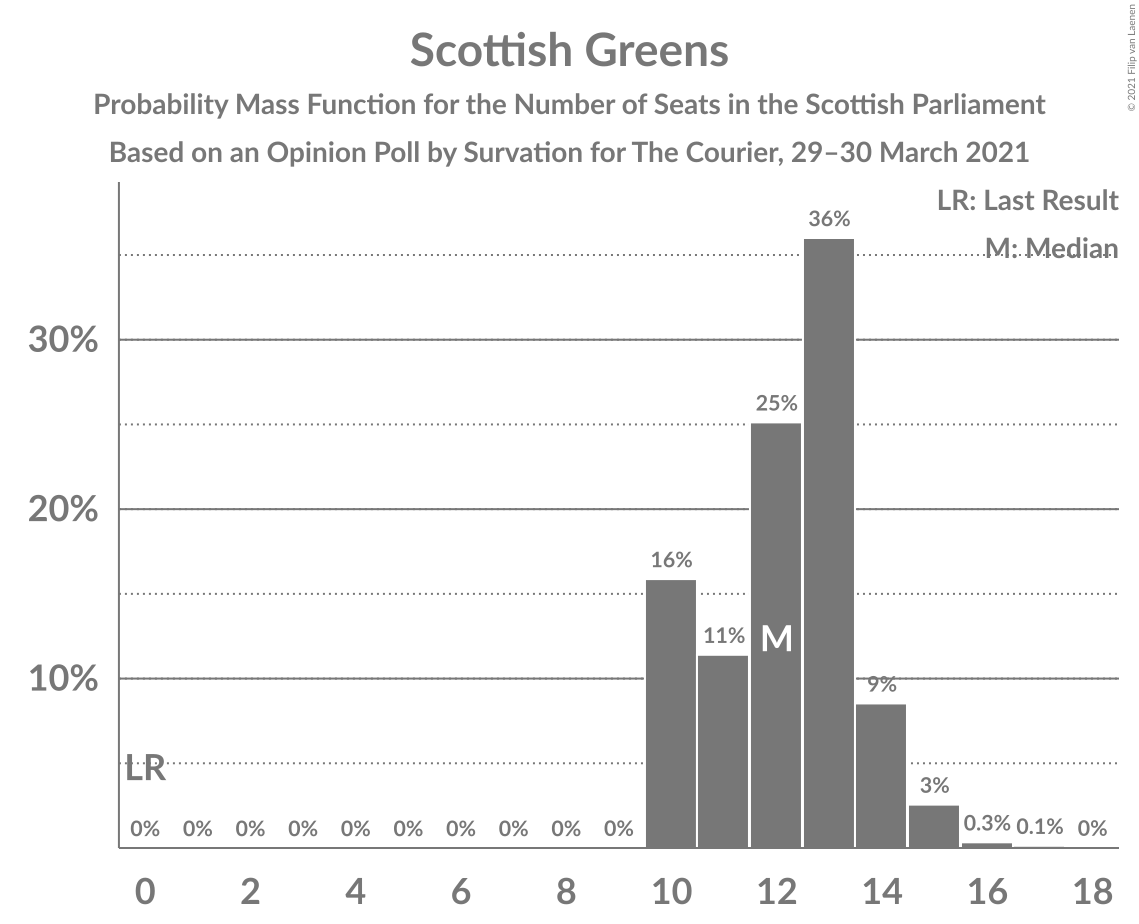 Scottish Greens
Probability Mass Function for the Number of Seats in the Scottish Parliament
Based on an Opinion Poll by Survation for The Courier, 29–30 March 2021
© 2021 Filip van Laenen
LR: Last Result
M: Median
36%
30%
25%
20%
16%
11%
M
10%
9%
LR
3%
0% 0% 0% 0% 0% 0% 0% 0% 0% 0% 0.3% 0.1% 0%
0 2 4 6 8 10 12 14 16 18